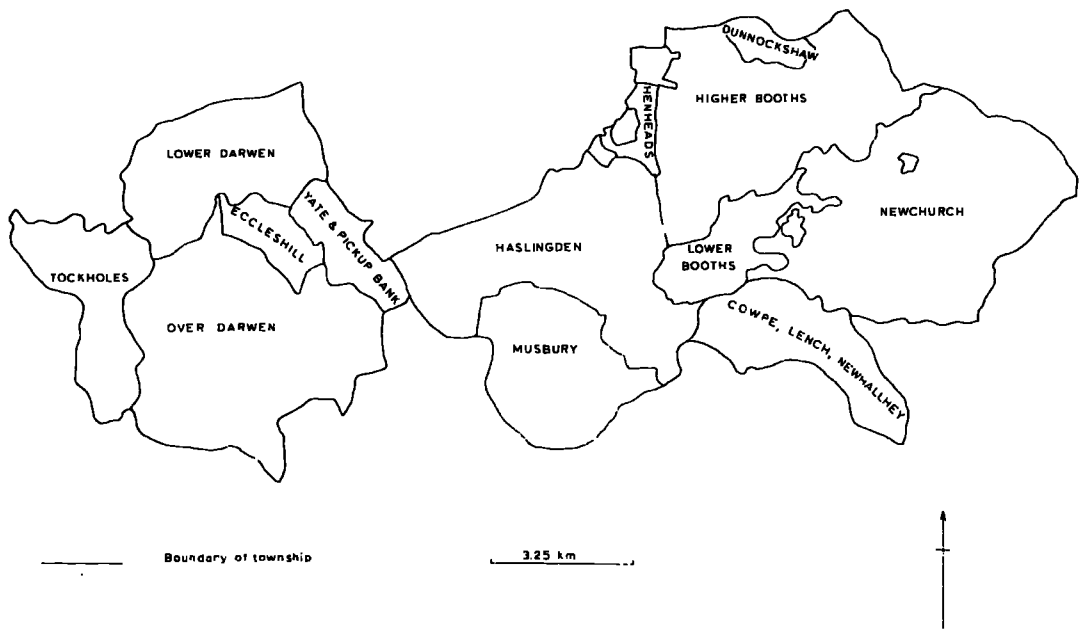 DUNNOCKSHAW
HIGHER BOOTHS
HENHEADS
LOWER DARWEN
YATE & PICKUP BANK
ECCLESHILL
NEWCHURCH
HASLINGDEN
LOWER
BOOTHS
TOCKHOLES
OVER DARWEN
COWPE, LENCH, NEWHALLHEY
MUSBURY
Boundary of township
3.25 km